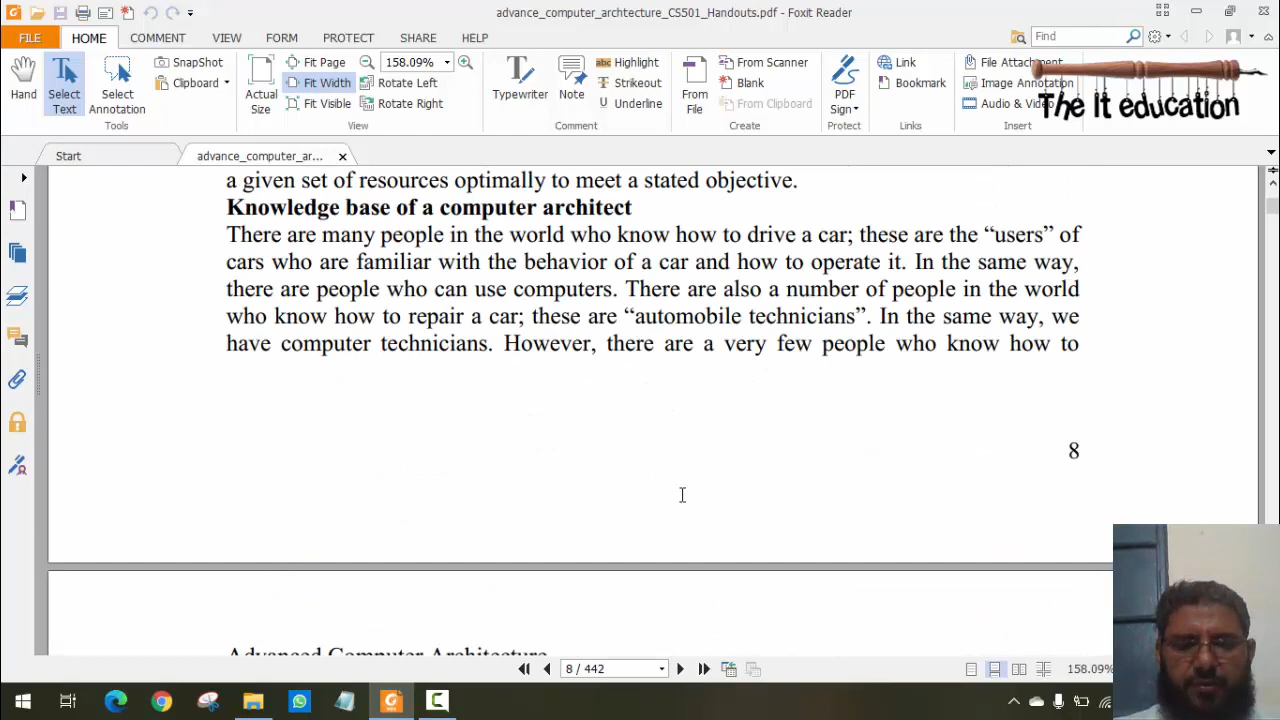 advance_computer_archtecture_CS501_Handouts.pdf - Foxit Reader
FILE HOME COMMENT VIEW FORM PROTECT SHARE HELP
Find
Hand
Select Text
Select Annotation
SnapShot
Clipboard
Tools
Actual Size
Fit Page
Fit Width
Fit Visible
158.09%
Rotate Left
Rotate Right
View
Typewriter
Note
Highlight
Strikeout
Underline
Comment
From File
From Scanner
Blank
From Clipboard
Create
PDF Sign
Protect
Link
Bookmark
Links
File Attachment
Image Annotation
Audio & Video
Insert
The It education
Start
advance_computer_ar...
a given set of resources optimally to meet a stated objective.
Knowledge base of a computer architect
There are many people in the world who know how to drive a car; these are the “users” of
cars who are familiar with the behavior of a car and how to operate it. In the same way,
there are people who can use computers. There are also a number of people in the world
who know how to repair a car; these are “automobile technicians”. In the same way, we
have computer technicians. However, there are a very few people who know how to
8
Advanced Computer Architecture
8 / 442
158.09%